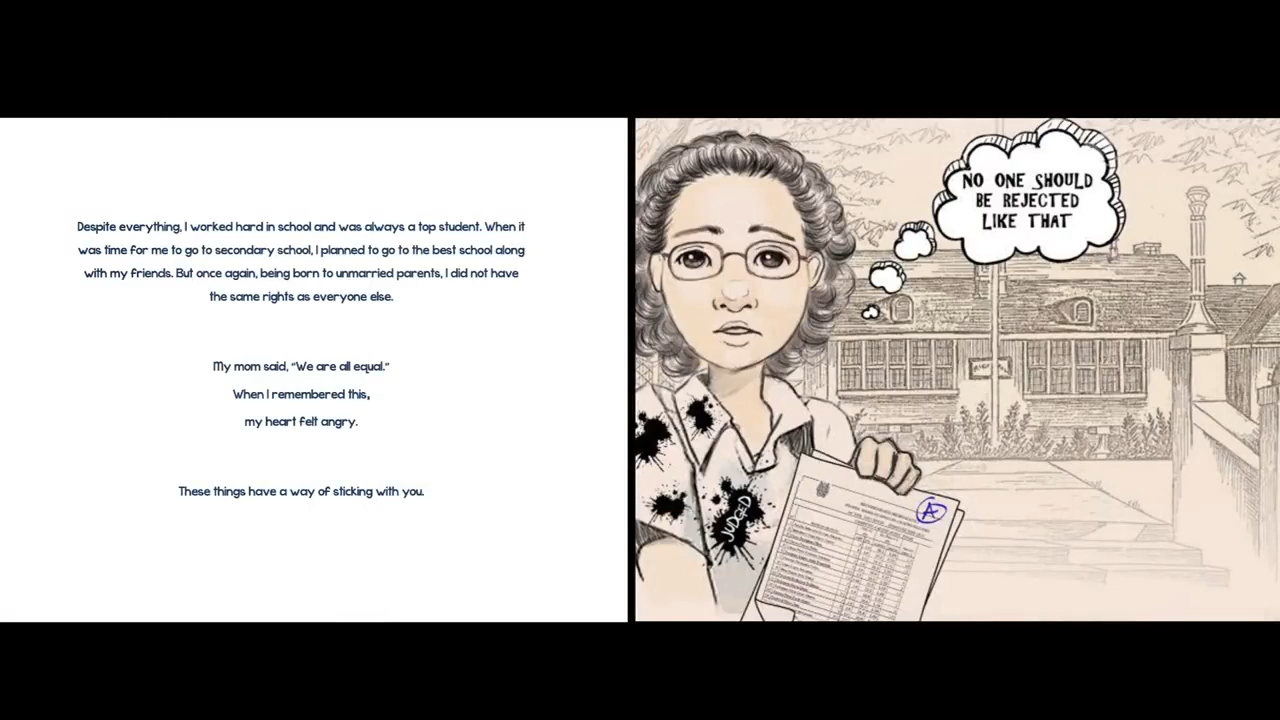 Despite everything, I worked hard in school and was always a top student. When it
was time for me to go to secondary school, I planned to go to the best school along
with my friends. But once again, being born to unmarried parents, I did not have
the same rights as everyone else.
My mom said, "We are all equal."
When I remembered this,
my heart felt angry.
These things have a way of sticking with you.
NO ONE SHOULD
BE REJECTED
LIKE THAT
JUDGED
A